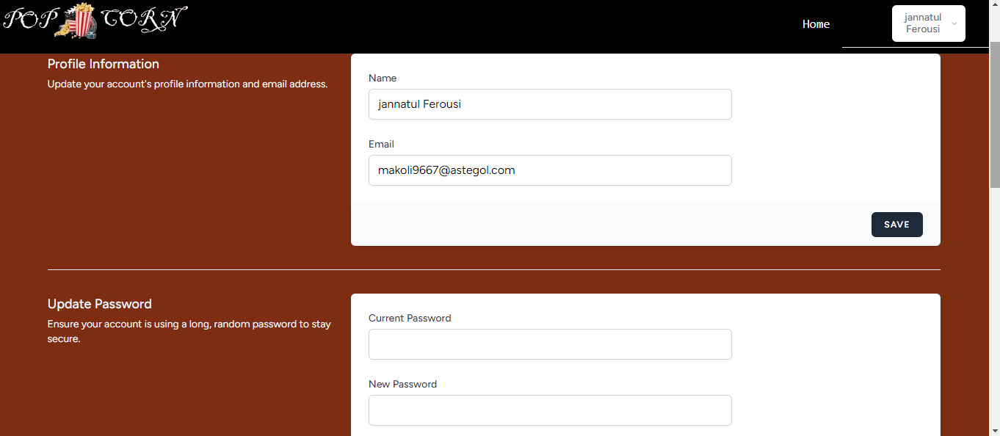 POP CORN
Home
jannatul
Ferousi
Profile Information
Update your account's profile information and email address.
Name
jannatul Ferousi
Email
makoli9667@astegol.com
SAVE
Update Password
Ensure your account is using a long, random password to stay
secure.
Current Password
New Password